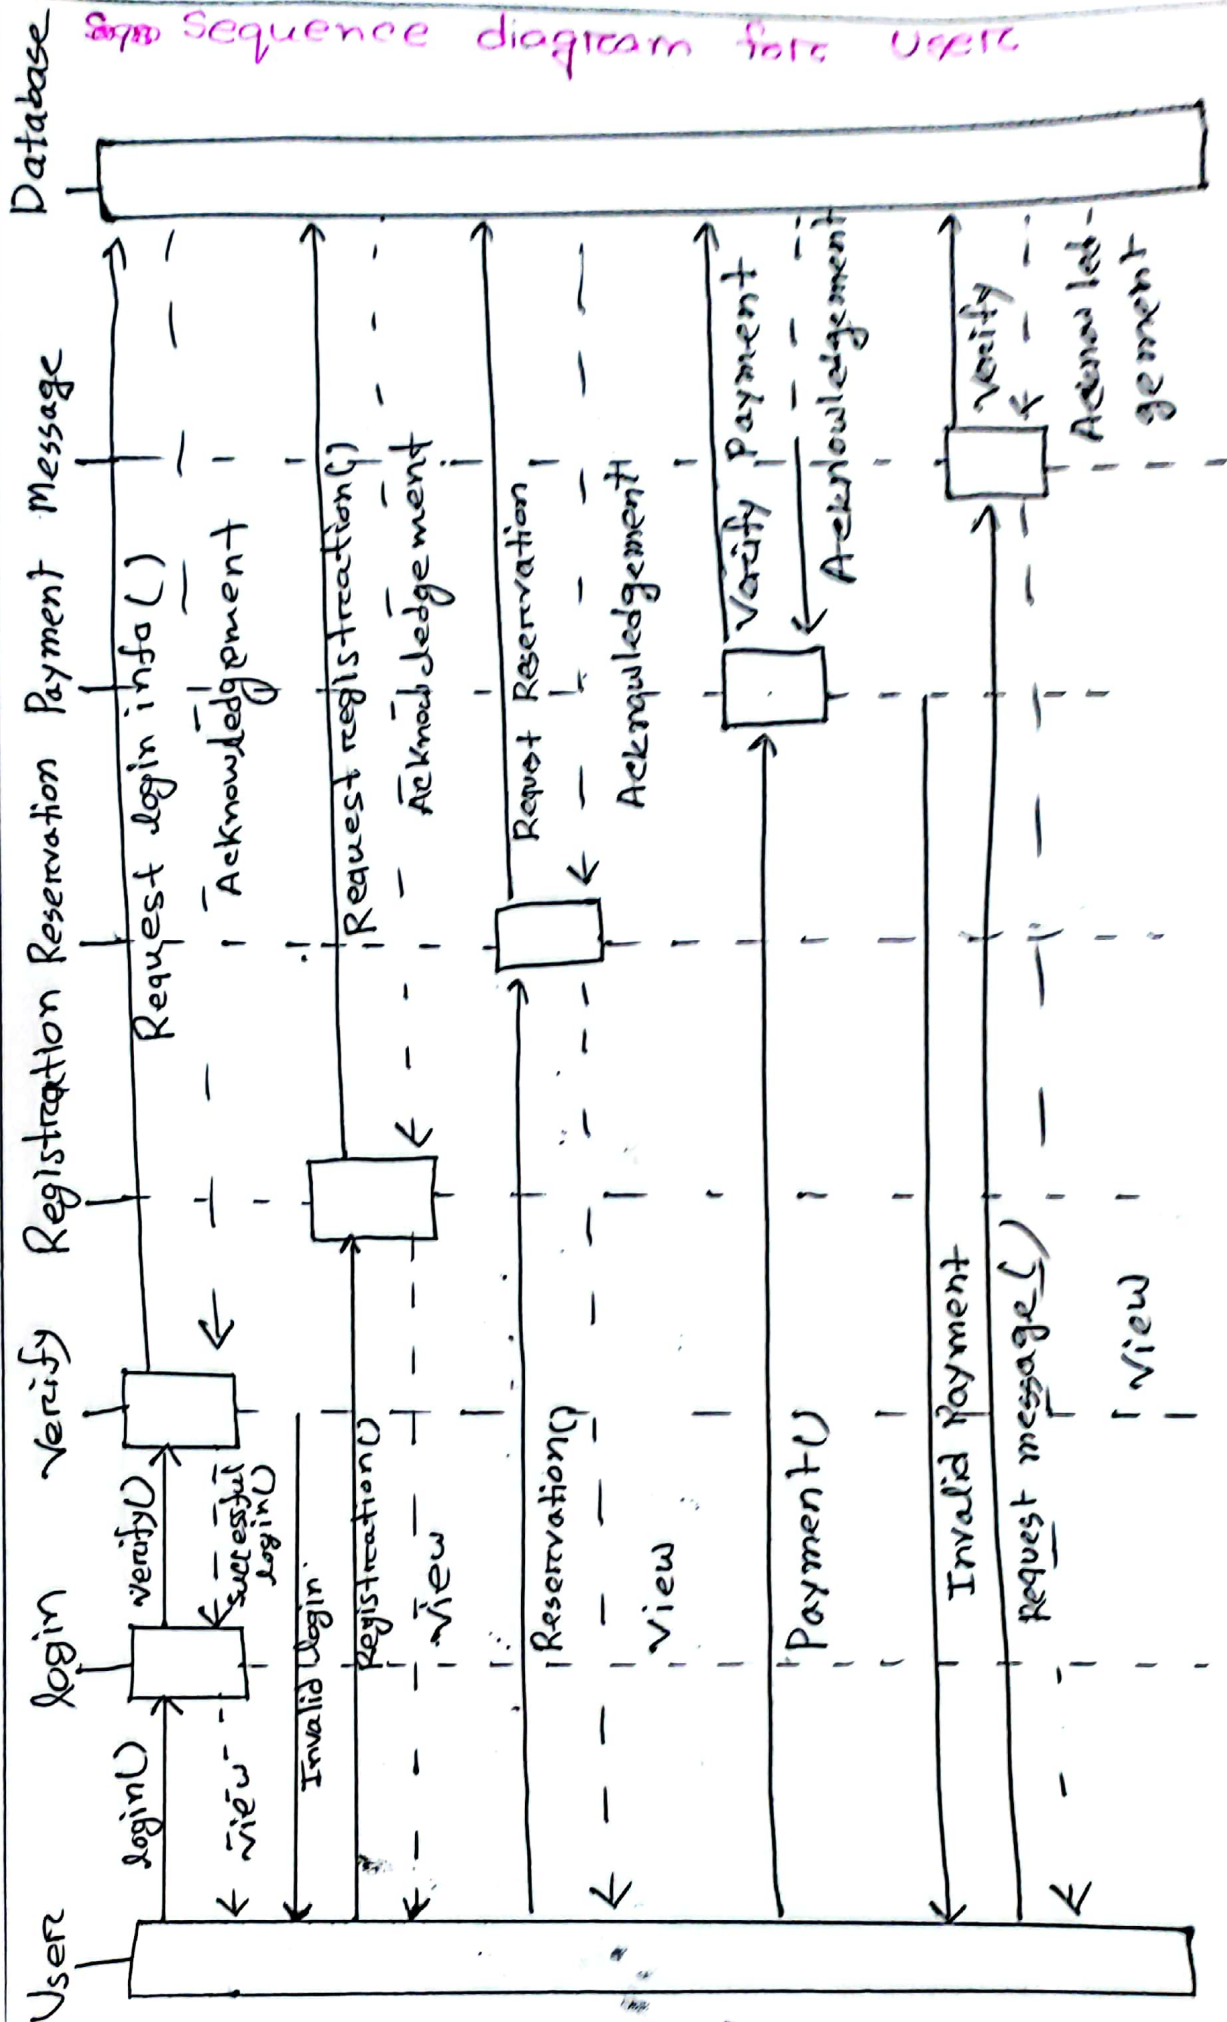 Sequence diagram for User
User
login
Verify
Registration
Reservation
Payment
Message
Database
login()
verify()
Request login info()
Acknowledgement
successful
login()
view
Invalid login
Registration()
Request registration()
Acknowledgement
view
Reservation()
Request Reservation
Acknowledgement
view
Payment()
Verify Payment
Acknowledgement
Invalid Payment
Request message()
Verify
Acknowled-
gement
view